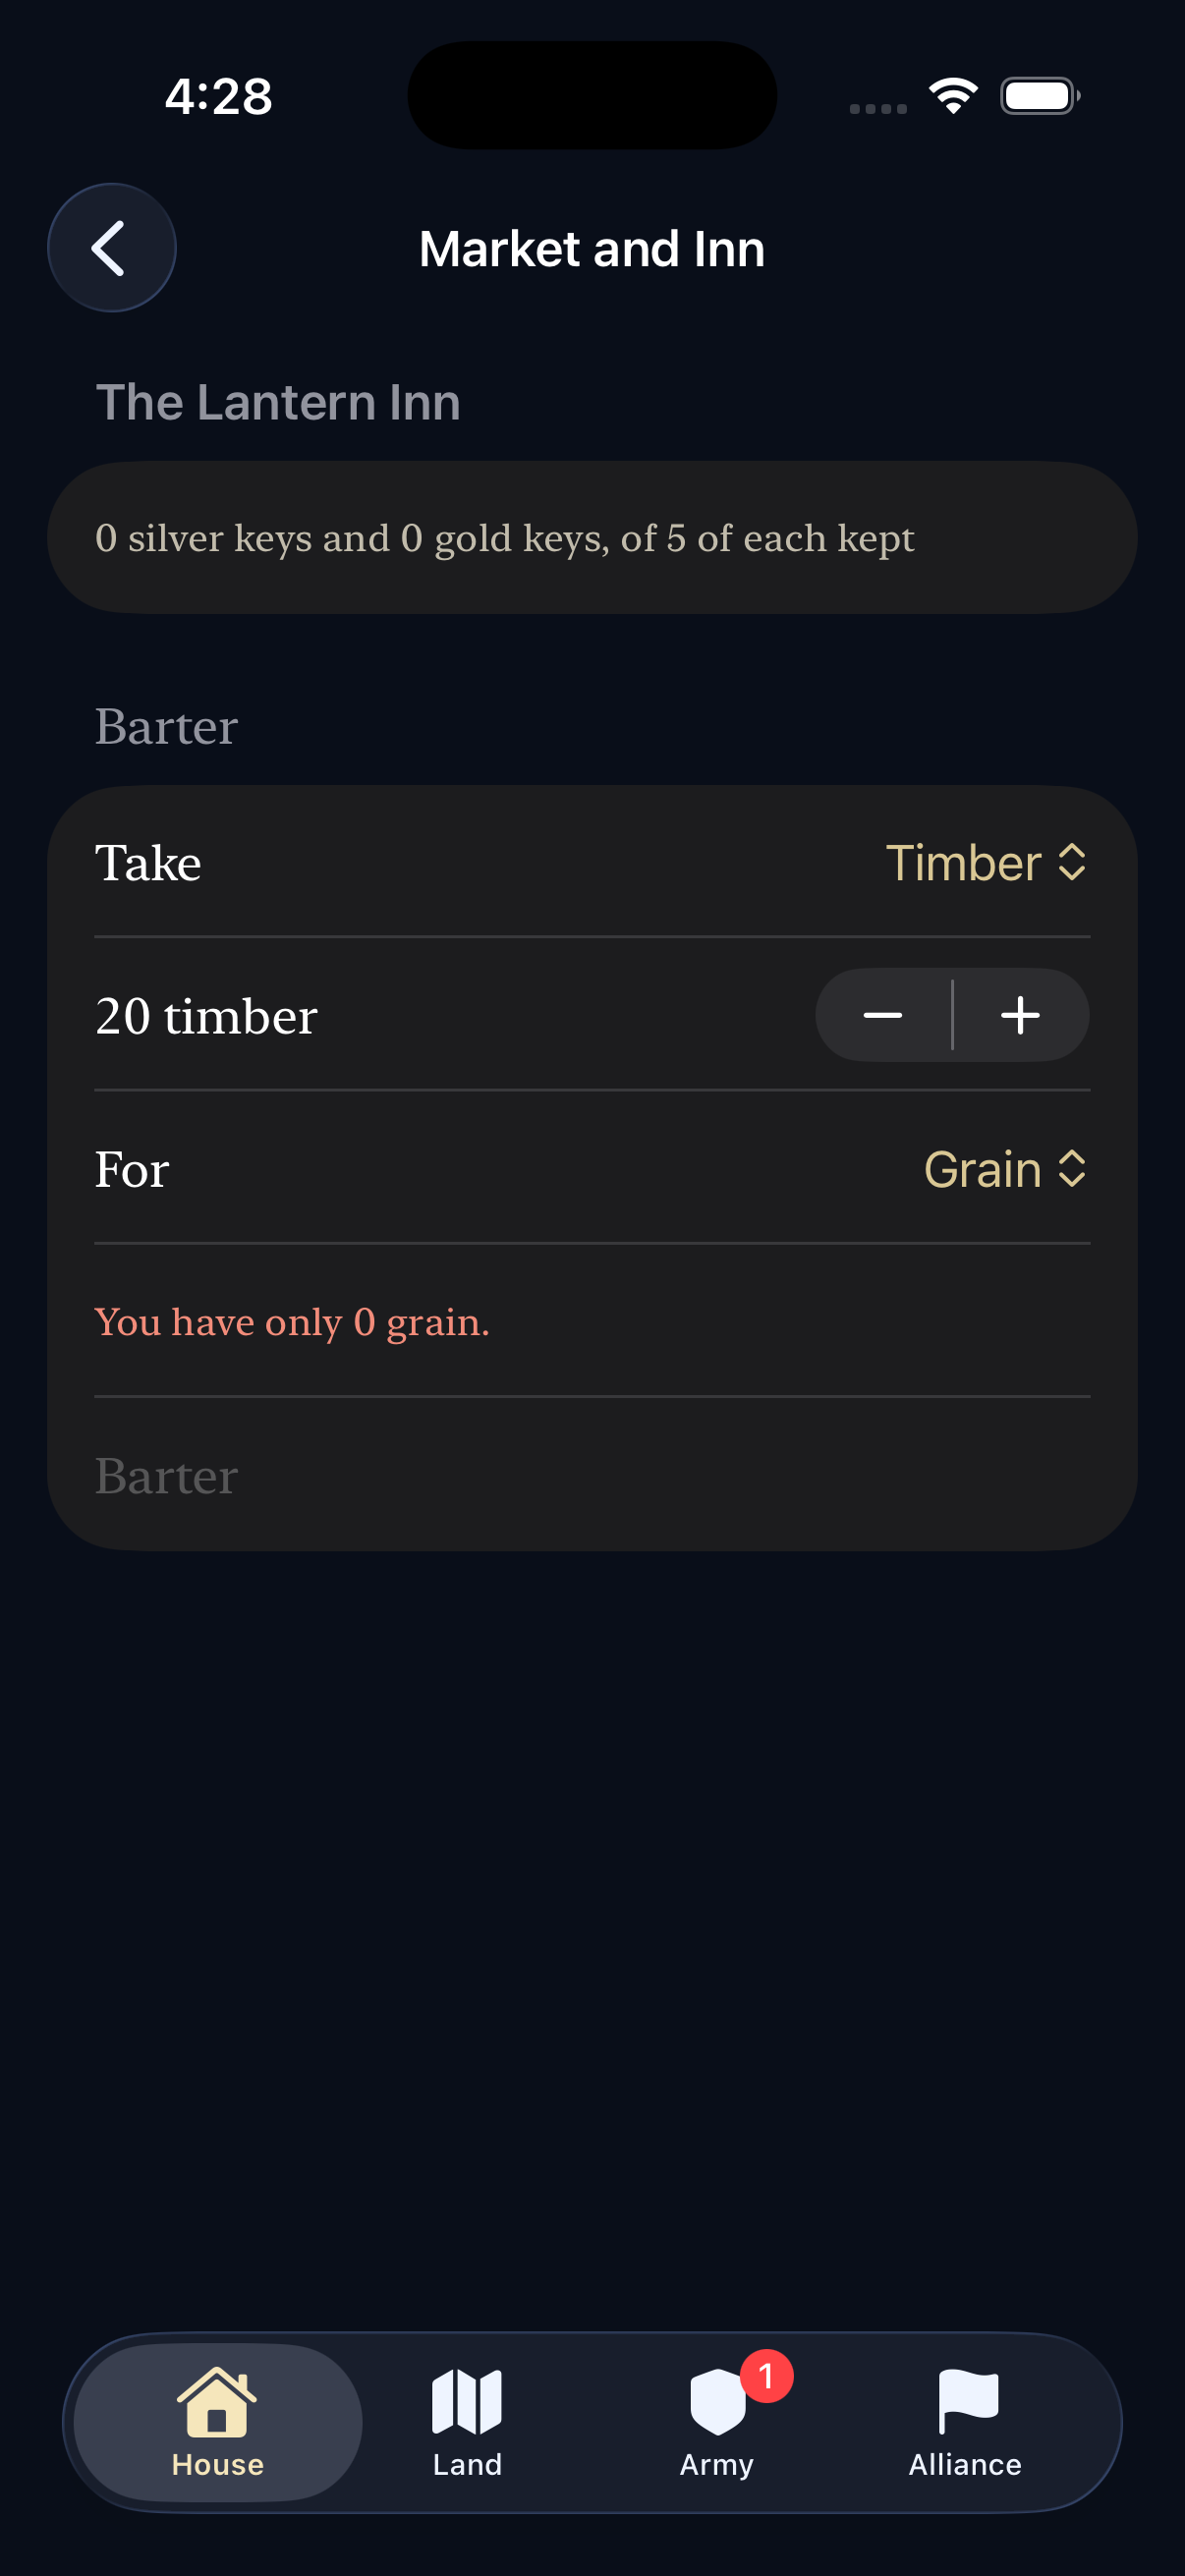 4:28
Market and Inn
The Lantern Inn
0 silver keys and 0 gold keys, of 5 of each kept
Barter
Take
Timber
20 timber
For
Grain
You have only 0 grain.
Barter
1
House
Land
Army
Alliance